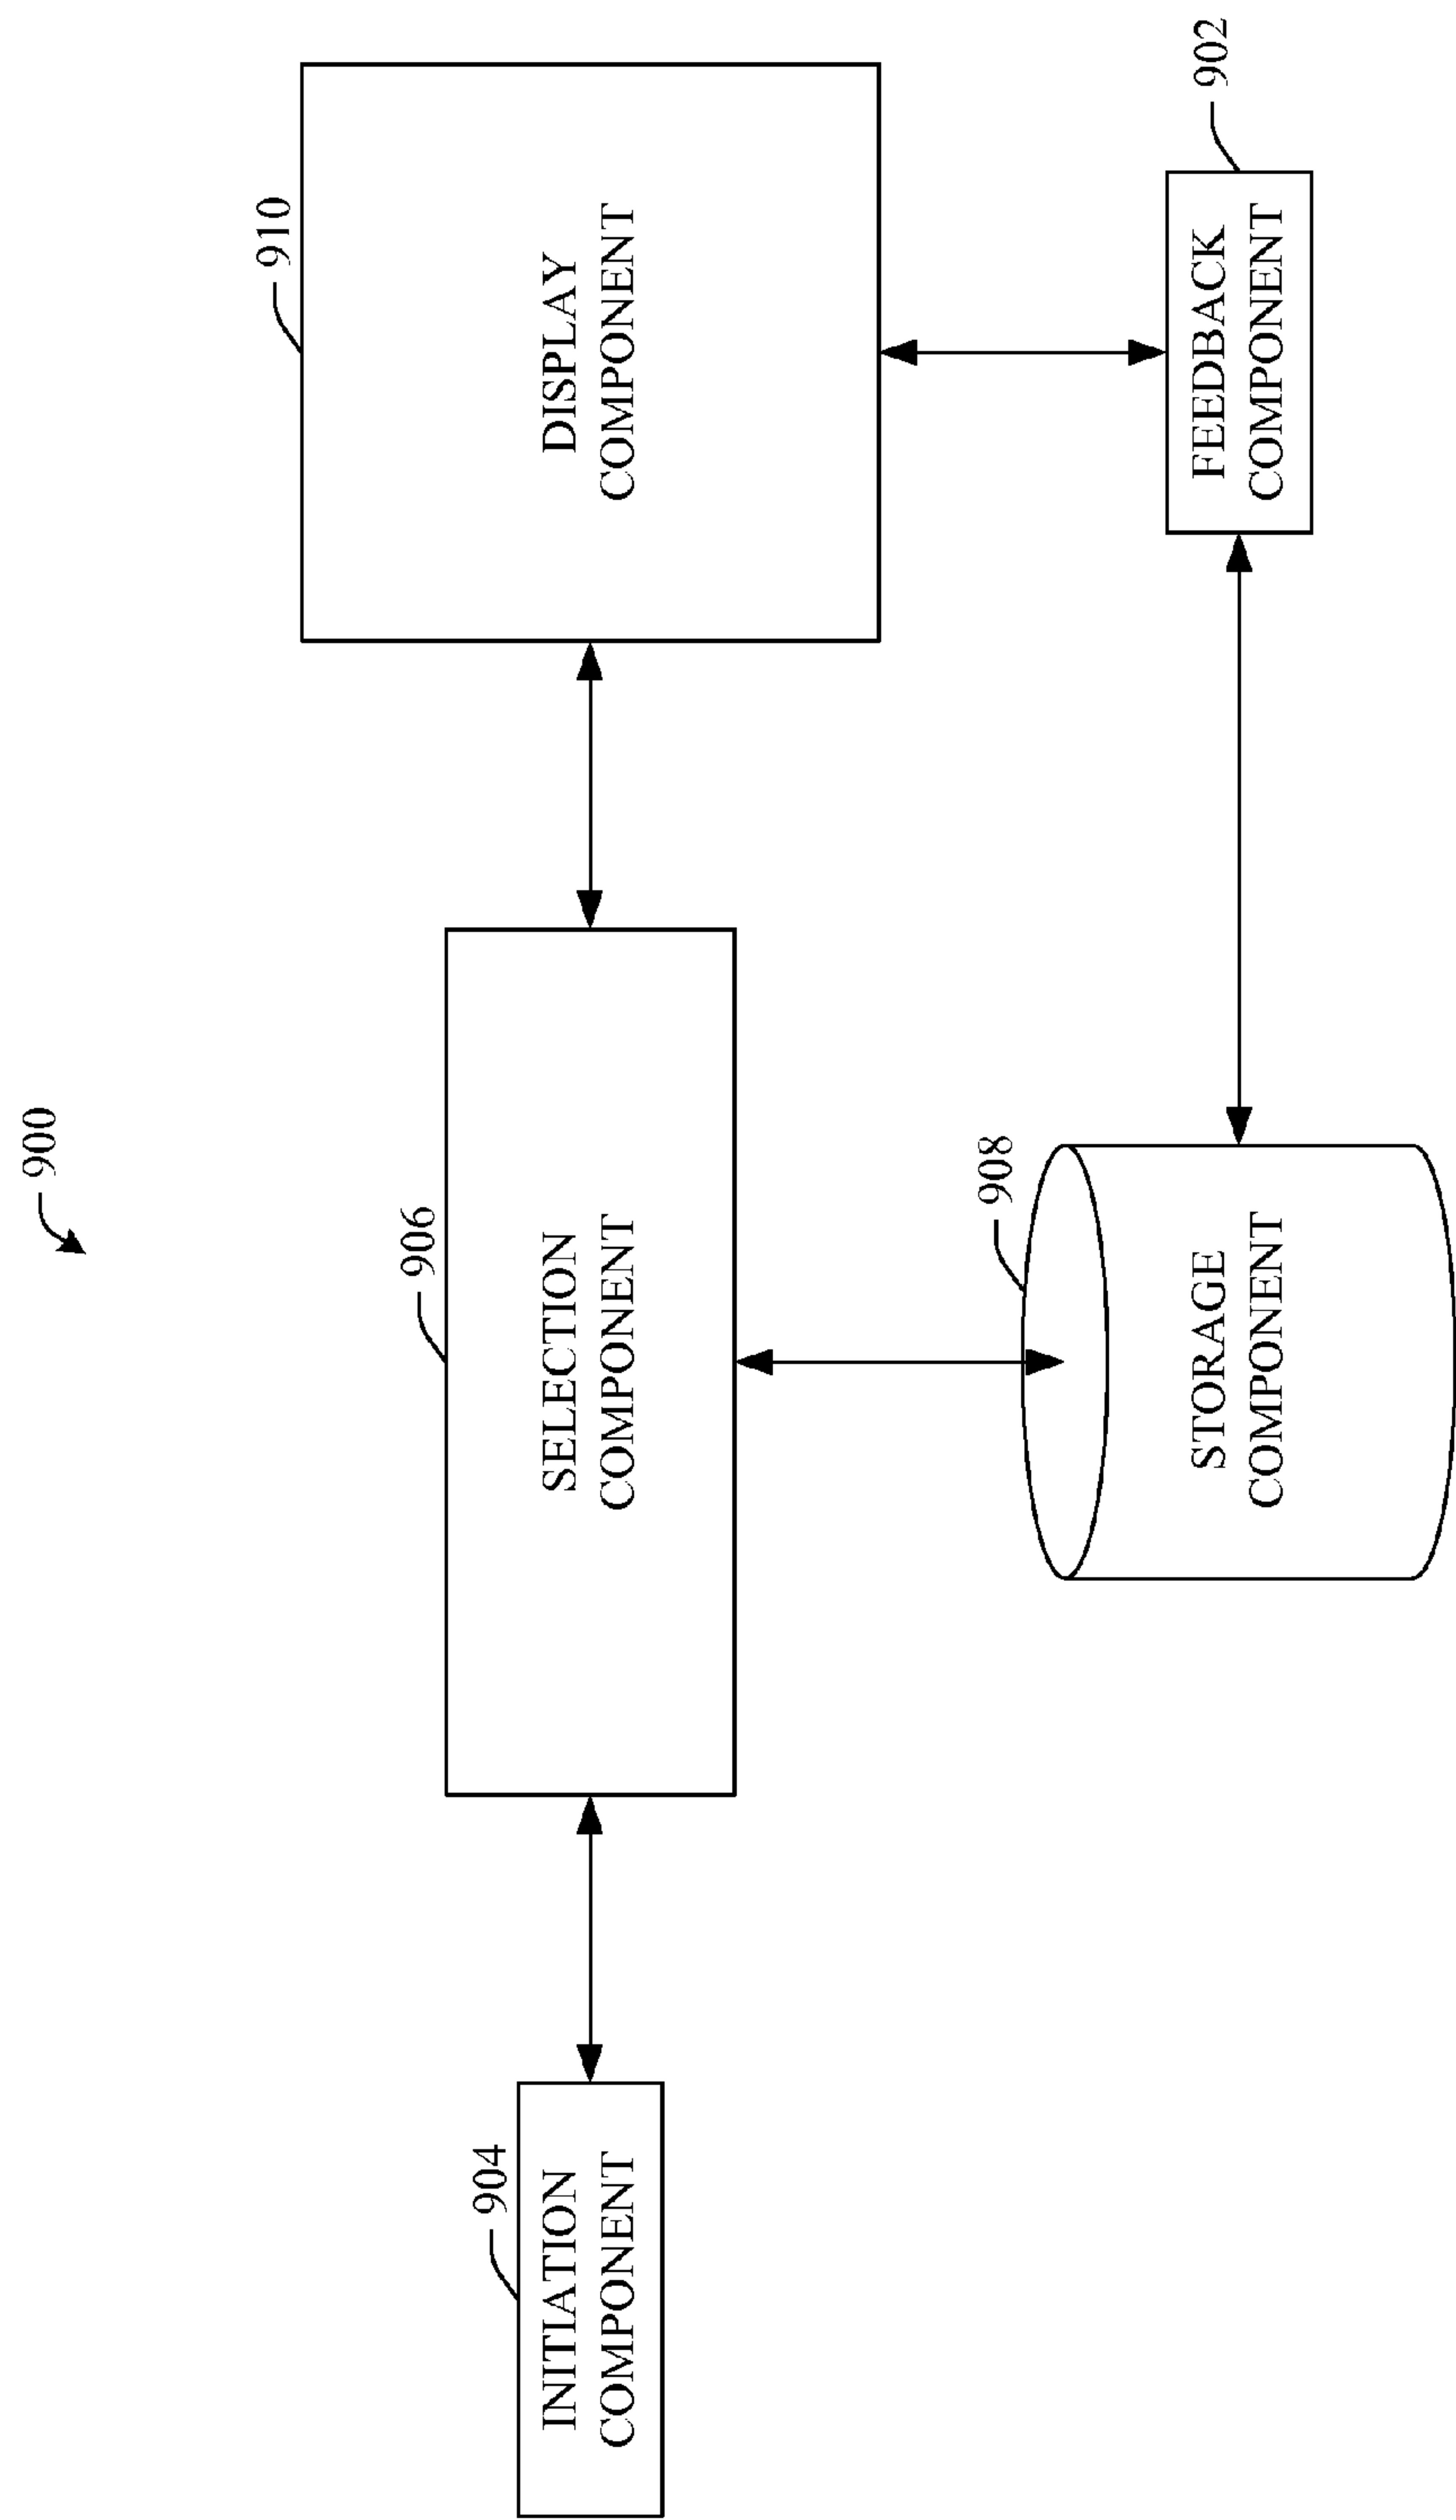 900
904
INITIATION
COMPONENT
906
SELECTION
COMPONENT
910
DISPLAY
COMPONENT
908
STORAGE
COMPONENT
902
FEEDBACK
COMPONENT